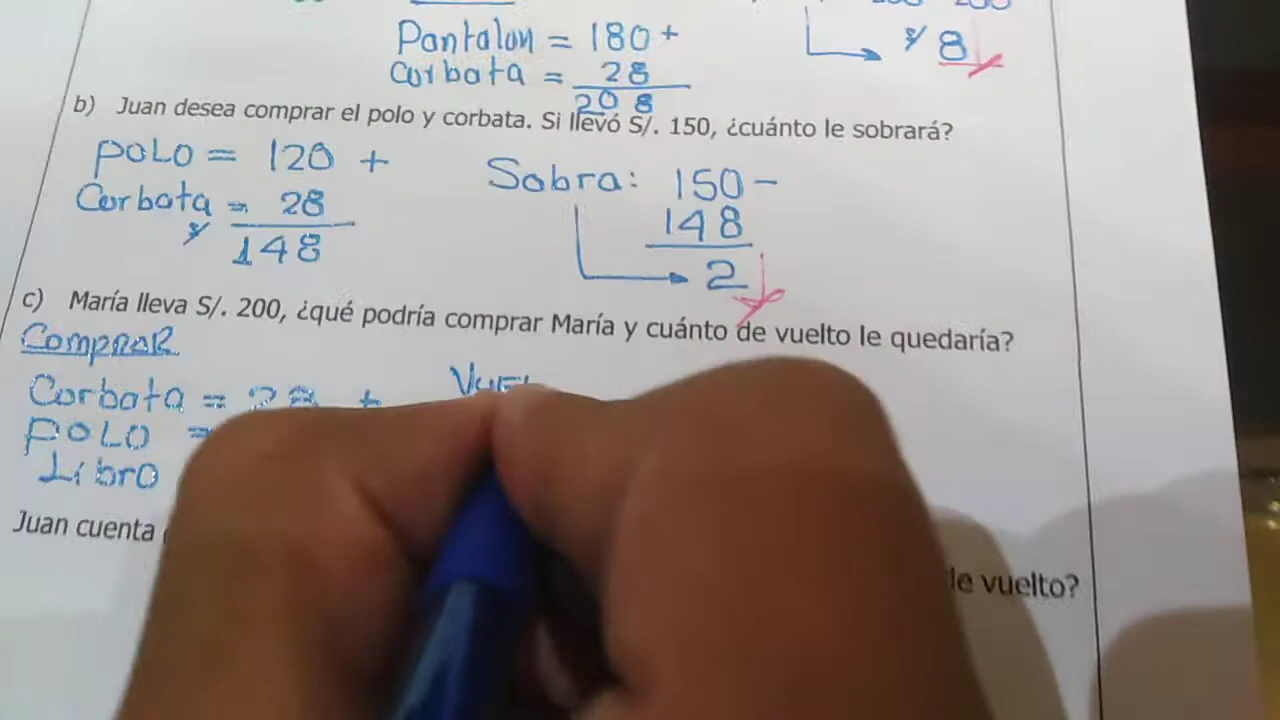 Pantalon = 180 +
Corbata = 28
208
S/ 8
b) Juan desea comprar el polo y corbata. Si llevó S/. 150, ¿cuánto le sobrará?
POLO = 120 +
Corbata = 28
S/ 148
Sobra: 150 -
148
2
c) María lleva S/. 200, ¿qué podría comprar María y cuánto de vuelto le quedaría?
Comprar
Corbata = 28 +
POLO =
Libro
VUEL
Juan cuenta
le vuelto?